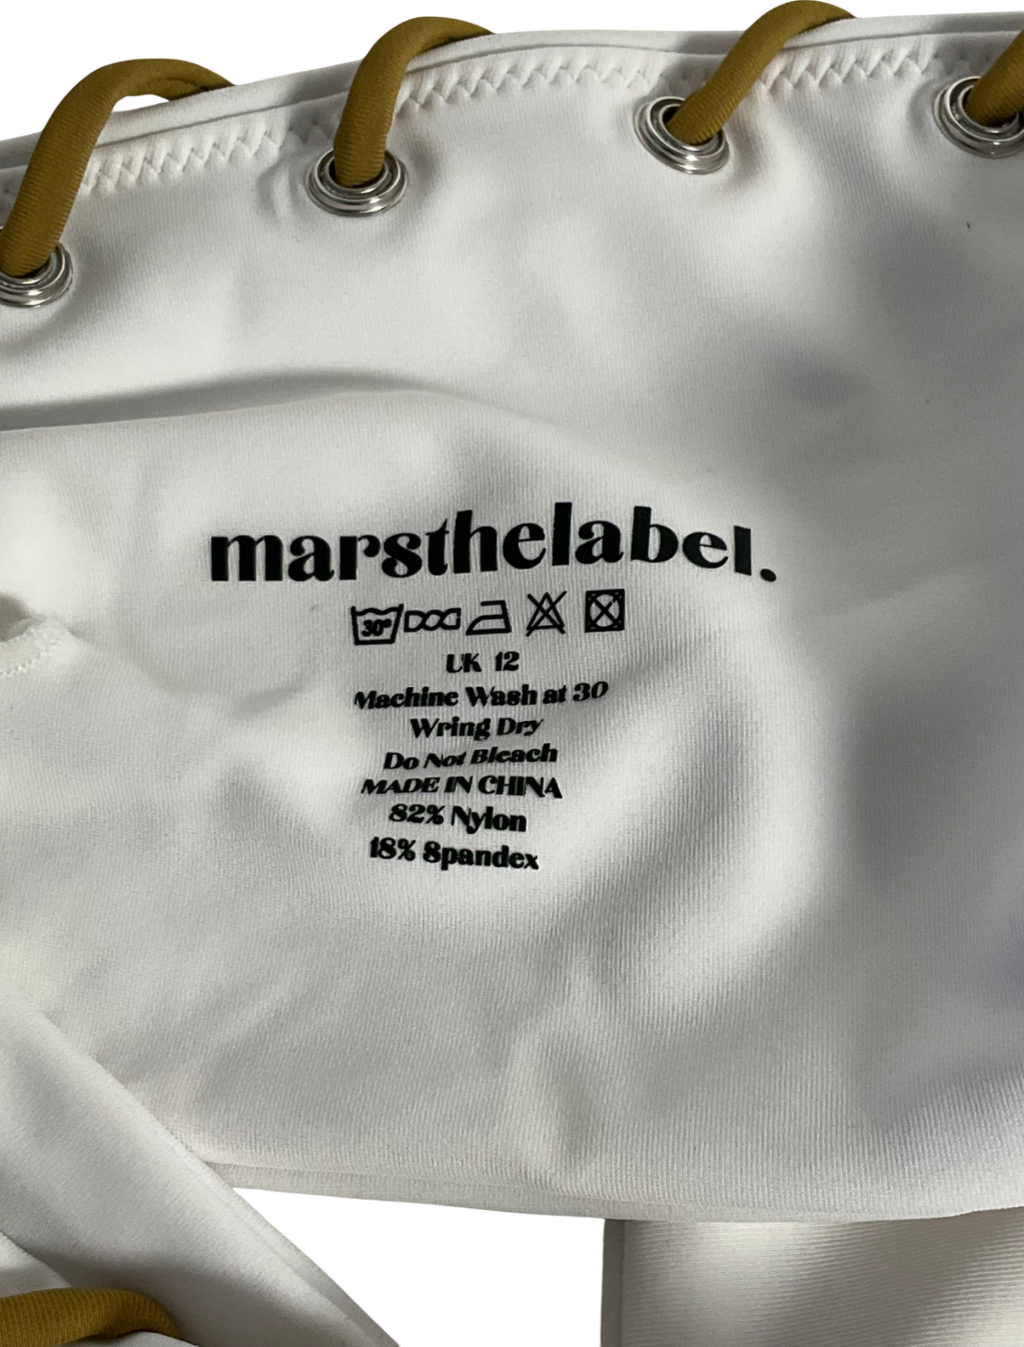 marsthelabel.
30°
UK 12
Machine Wash at 30
Wring Dry
Do Not Bleach
MADE IN CHINA
82% Nylon
18% Spandex